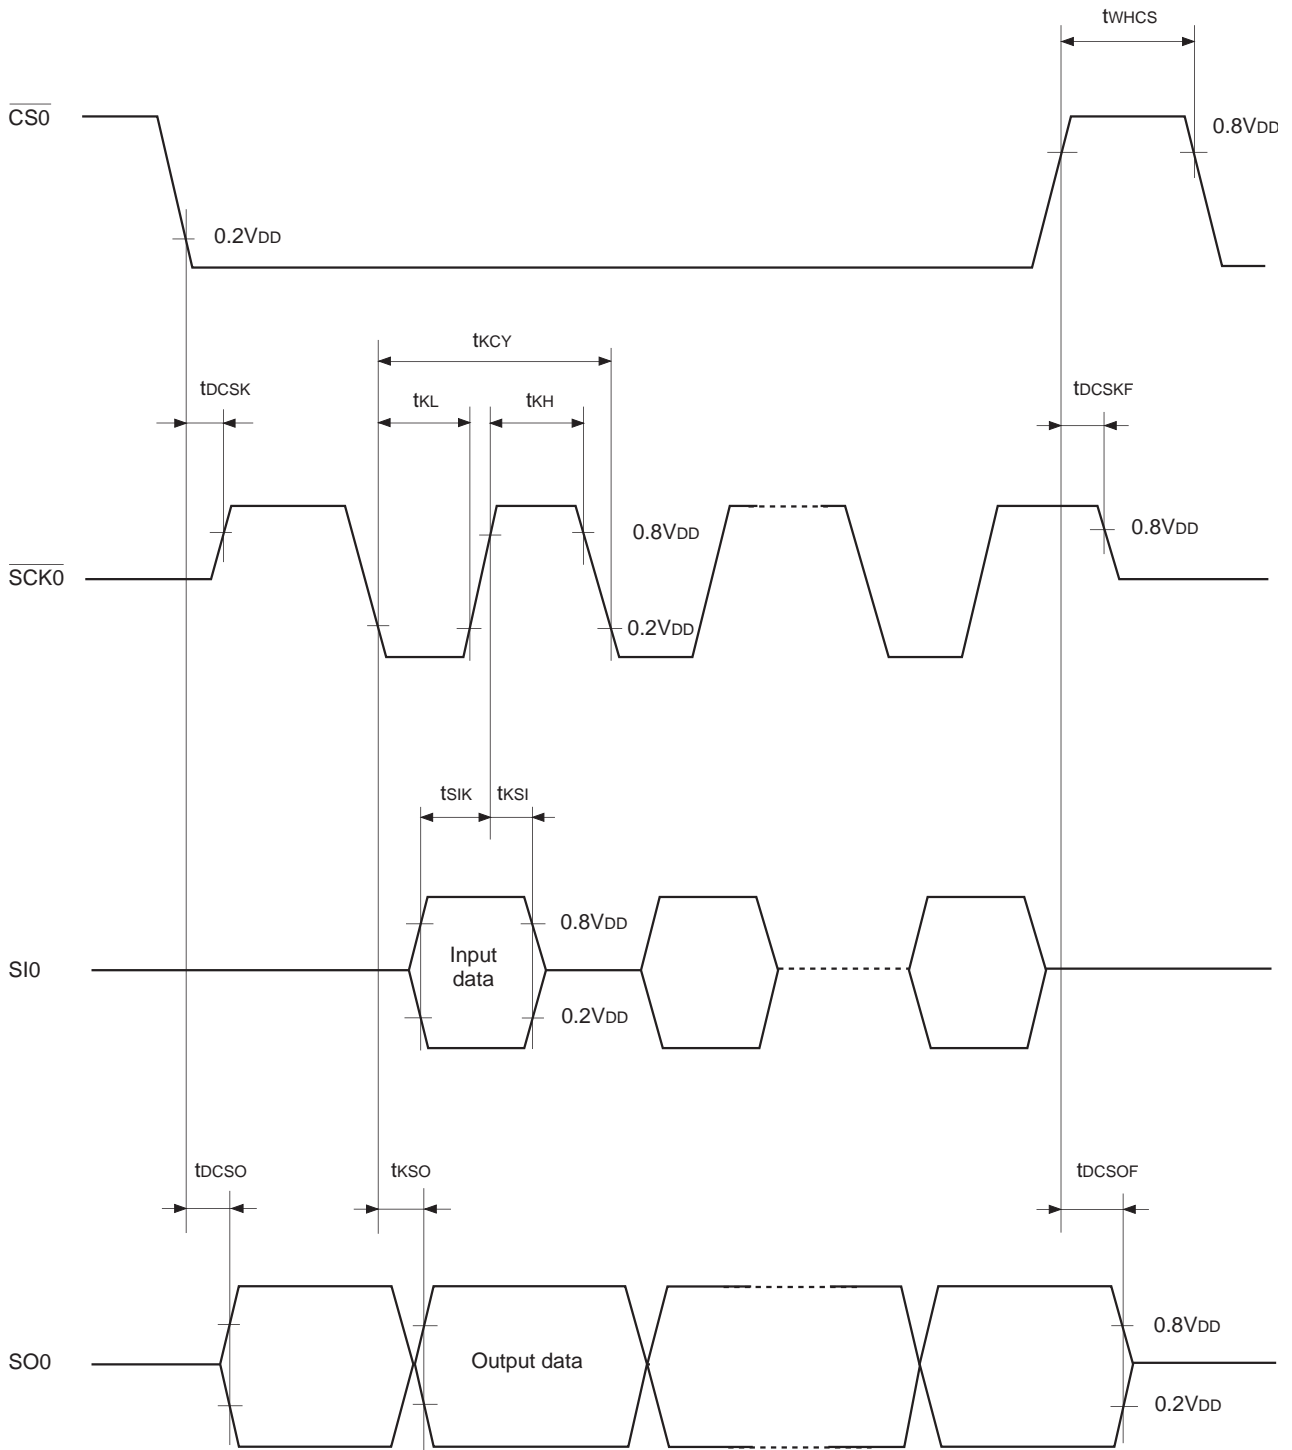 tWHCS
CS0
0.8VDD
0.2VDD
tKCY
tDCSK
tKL
tKH
tDCSKF
0.8VDD
0.8VDD
SCK0
0.2VDD
tSIK
tKSI
0.8VDD
Input
data
SI0
0.2VDD
tDCSO
tKSO
tDCSOF
0.8VDD
SO0
Output data
0.2VDD